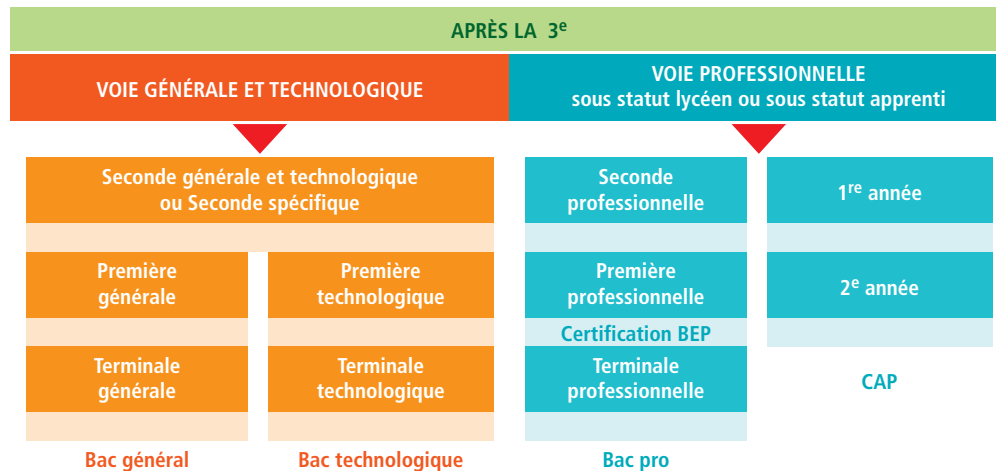 APRÈS LA 3e
VOIE GÉNÉRALE ET TECHNOLOGIQUE
VOIE PROFESSIONNELLE
sous statut lycéen ou sous statut apprenti
Seconde générale et technologique
ou Seconde spécifique
Seconde
professionnelle
1re année
Première
générale
Première
technologique
Première
professionnelle
2e année
Certification BEP
Terminale
générale
Terminale
technologique
Terminale
professionnelle
CAP
Bac général
Bac technologique
Bac pro